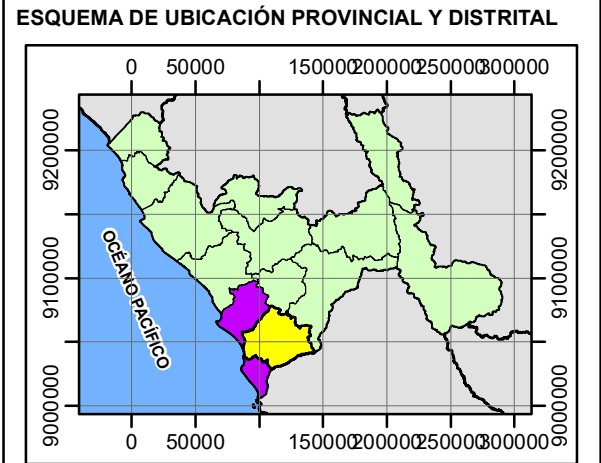 ESQUEMA DE UBICACIÓN PROVINCIAL Y DISTRITAL
0 50000 150000 200000 250000 300000
9200000 9200000
OCÉANO PACÍFICO
9100000 9100000
9000000 9000000
0 50000 150000 200000 250000 300000